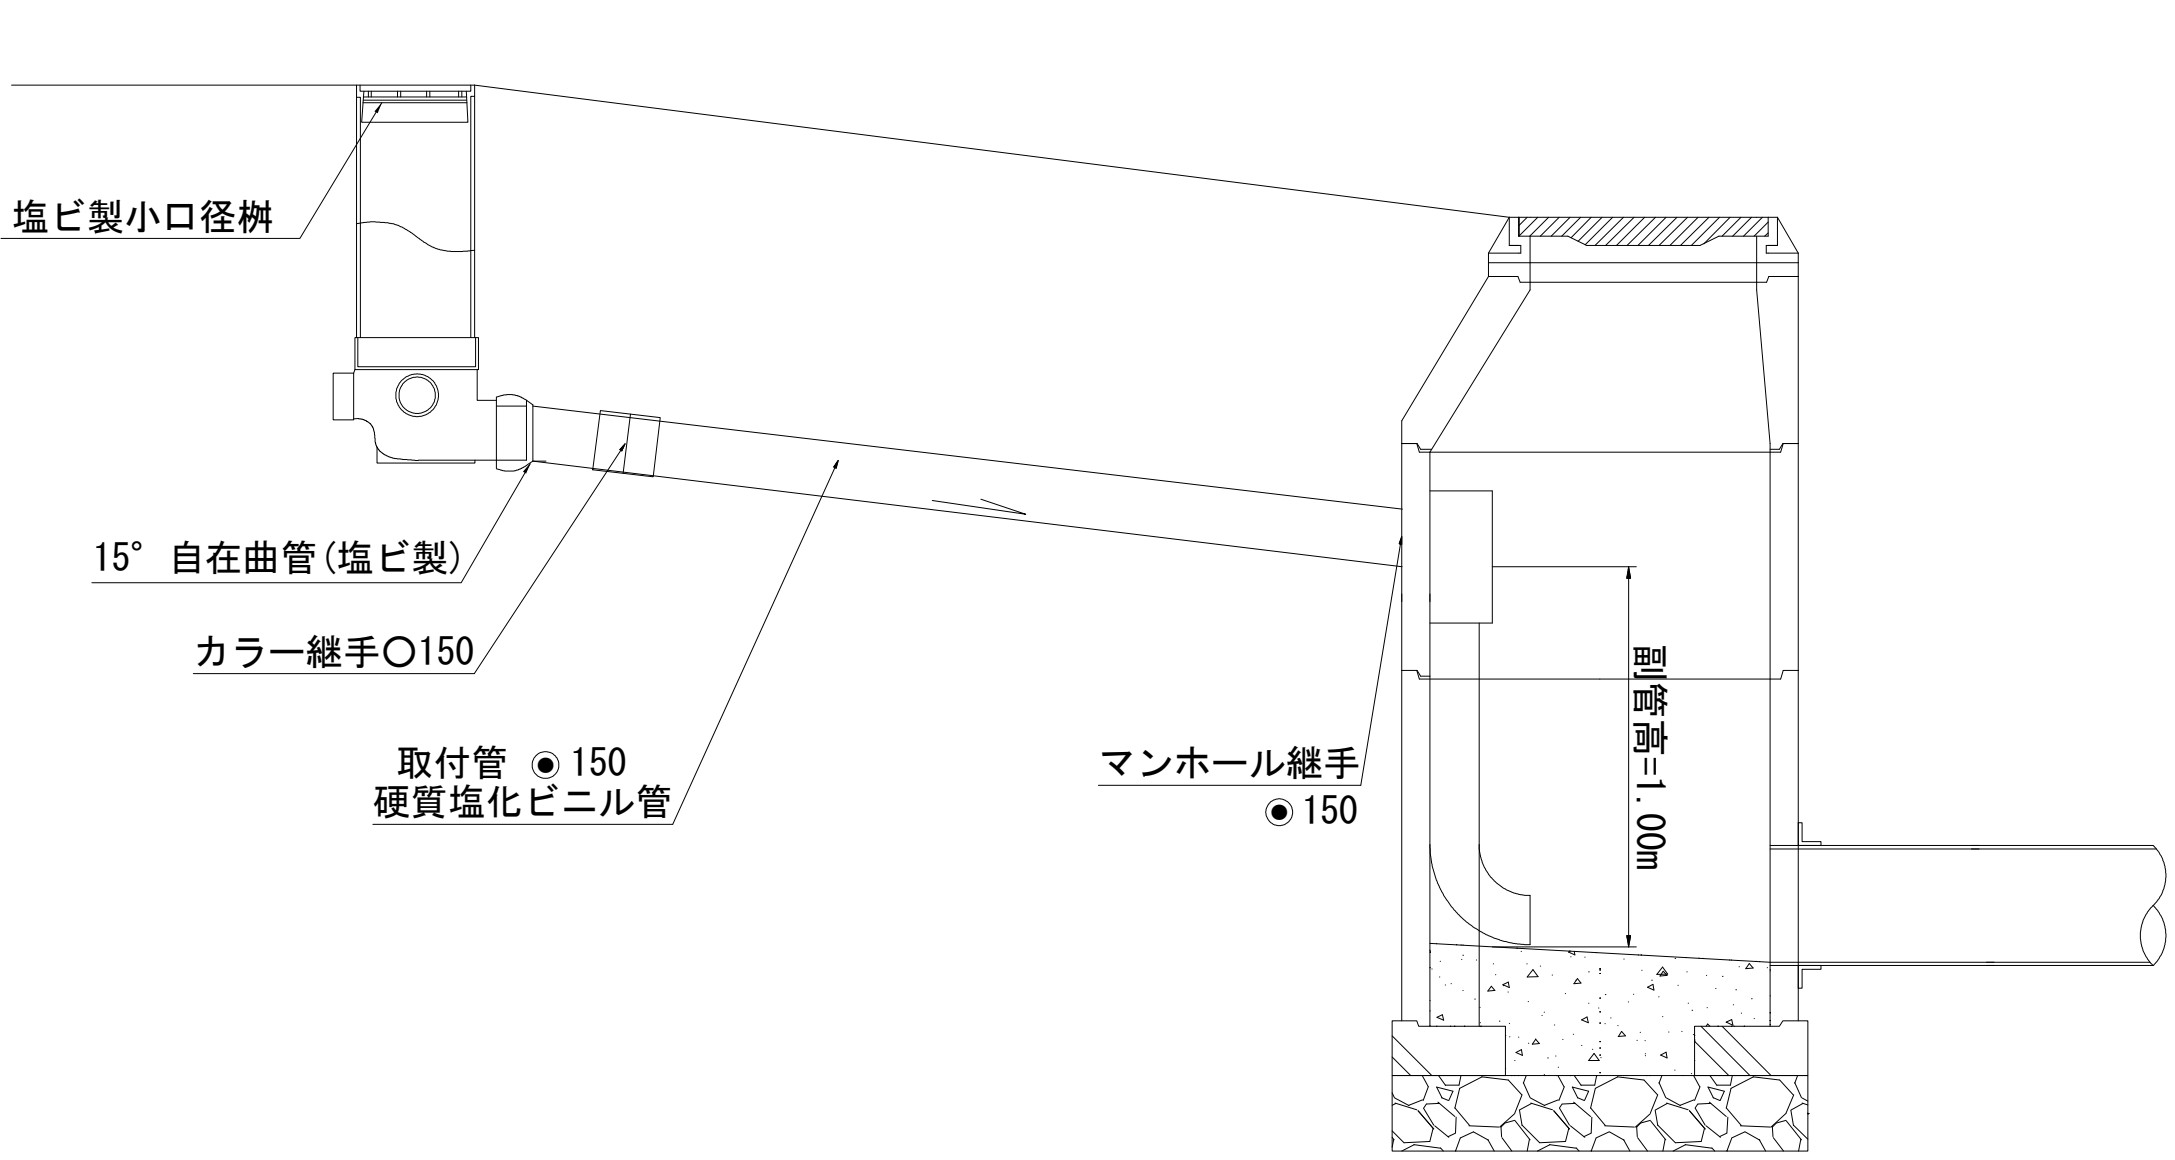 塩ビ製小口径桝
15° 自在曲管(塩ビ製)
カラー継手○150
取付管 ◉ 150
硬質塩化ビニル管
マンホール継手
◉ 150
副管高=1.00m